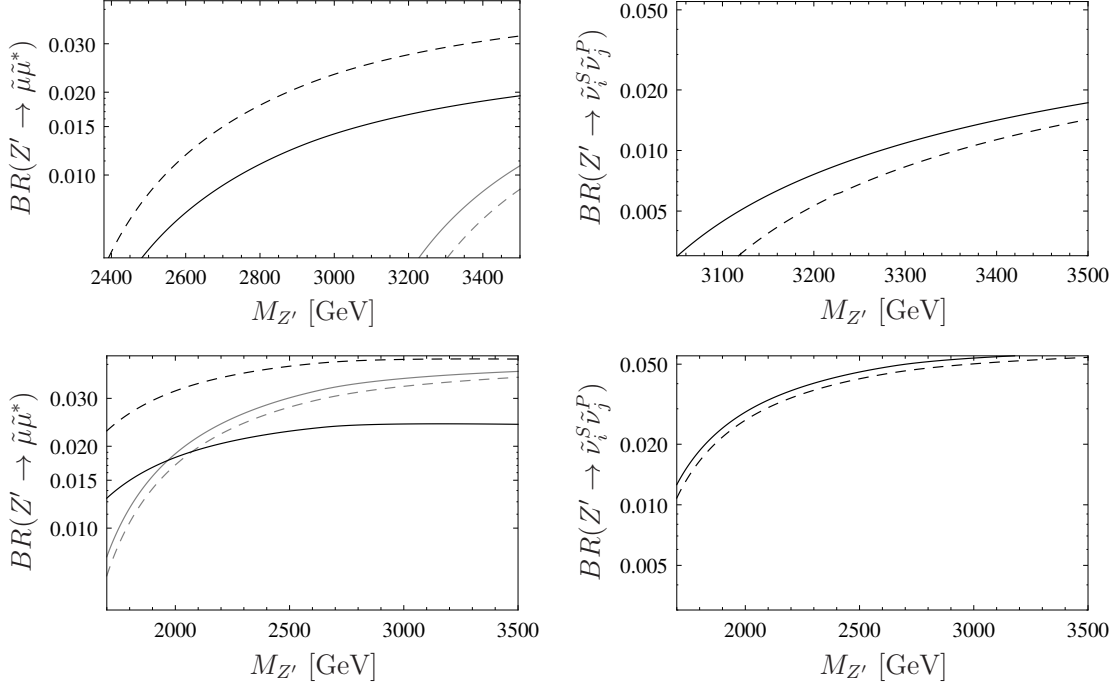 BR(Z′ → μ̃μ̃*)
0.030
0.020
0.015
0.010
2400 2600 2800 3000 3200 3400
M_{Z′} [GeV]
BR(Z′ → ν̃_i^S ν̃_j^P)
0.050
0.020
0.010
0.005
3100 3200 3300 3400 3500
M_{Z′} [GeV]
BR(Z′ → μ̃μ̃*)
0.030
0.020
0.015
0.010
2000 2500 3000 3500
M_{Z′} [GeV]
BR(Z′ → ν̃_i^S ν̃_j^P)
0.050
0.020
0.010
0.005
2000 2500 3000 3500
M_{Z′} [GeV]